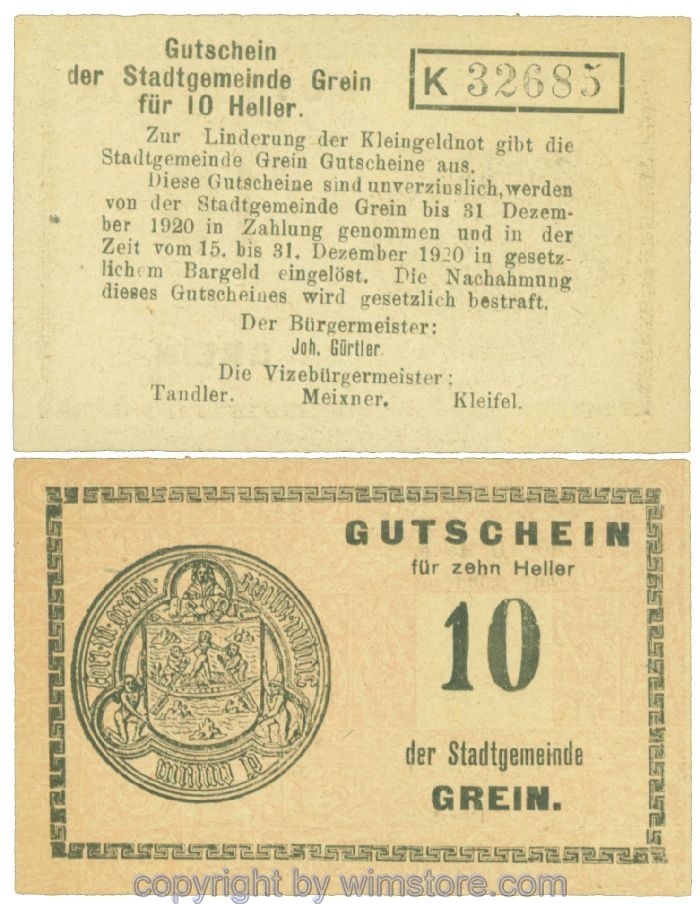 Gutschein
der Stadtgemeinde Grein
für 10 Heller.
K 32685
Zur Linderung der Kleingeldnot gibt die
Stadtgemeinde Grein Gutscheine aus.
Diese Gutscheine sind unverzinslich, werden
von der Stadtgemeinde Grein bis 31 Dezem-
ber 1920 in Zahlung genommen und in der
Zeit vom 15. bis 31. Dezember 1920 in gesetz-
lichem Bargeld eingelöst. Die Nachahmung
dieses Gutscheines wird gesetzlich bestraft.
Der Bürgermeister:
Joh. Gürtler
Die Vizebürgermeister:
Tandler. Meixner. Kleifel.
GUTSCHEIN
für zehn Heller
10
der Stadtgemeinde
GREIN.
copyright by wimstore.com